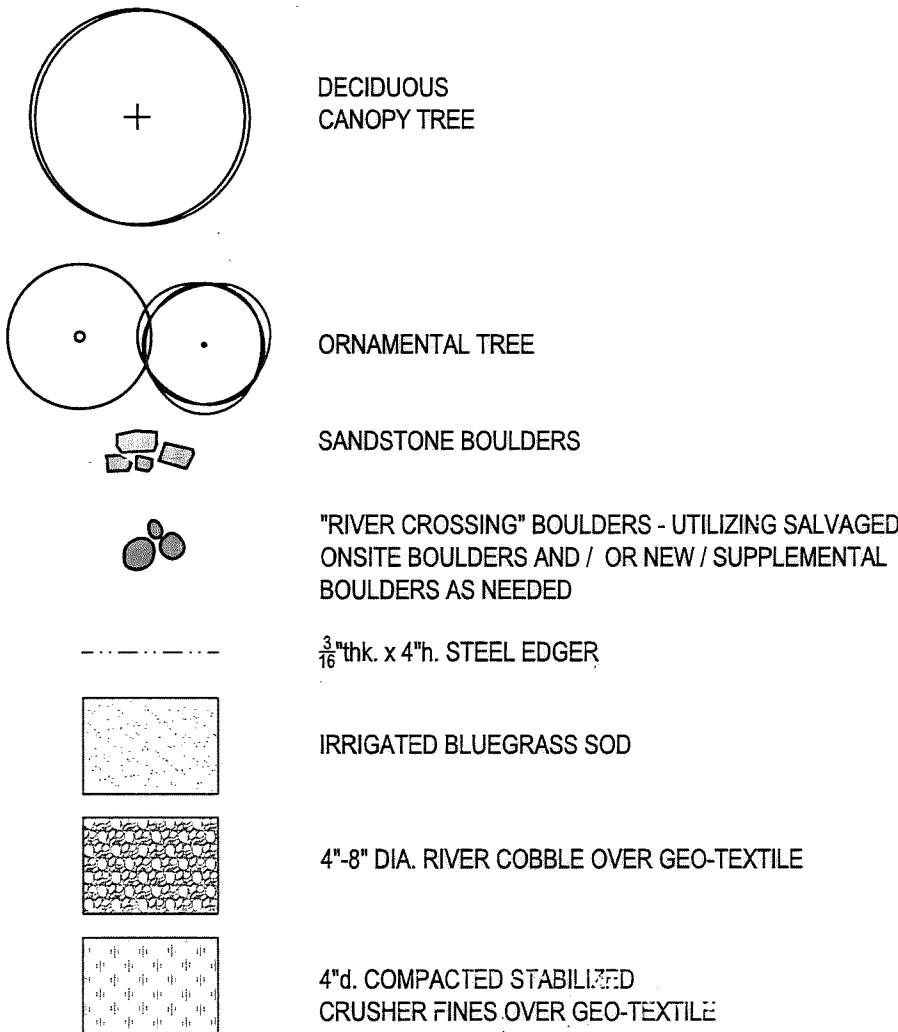 DECIDUOUS
CANOPY TREE
ORNAMENTAL TREE
SANDSTONE BOULDERS
"RIVER CROSSING" BOULDERS - UTILIZING SALVAGED
ONSITE BOULDERS AND / OR NEW / SUPPLEMENTAL
BOULDERS AS NEEDED
3/16"thk. x 4"h. STEEL EDGER
IRRIGATED BLUEGRASS SOD
4"-8" DIA. RIVER COBBLE OVER GEO-TEXTILE
4"d. COMPACTED STABILIZED
CRUSHER FINES OVER GEO-TEXTILE